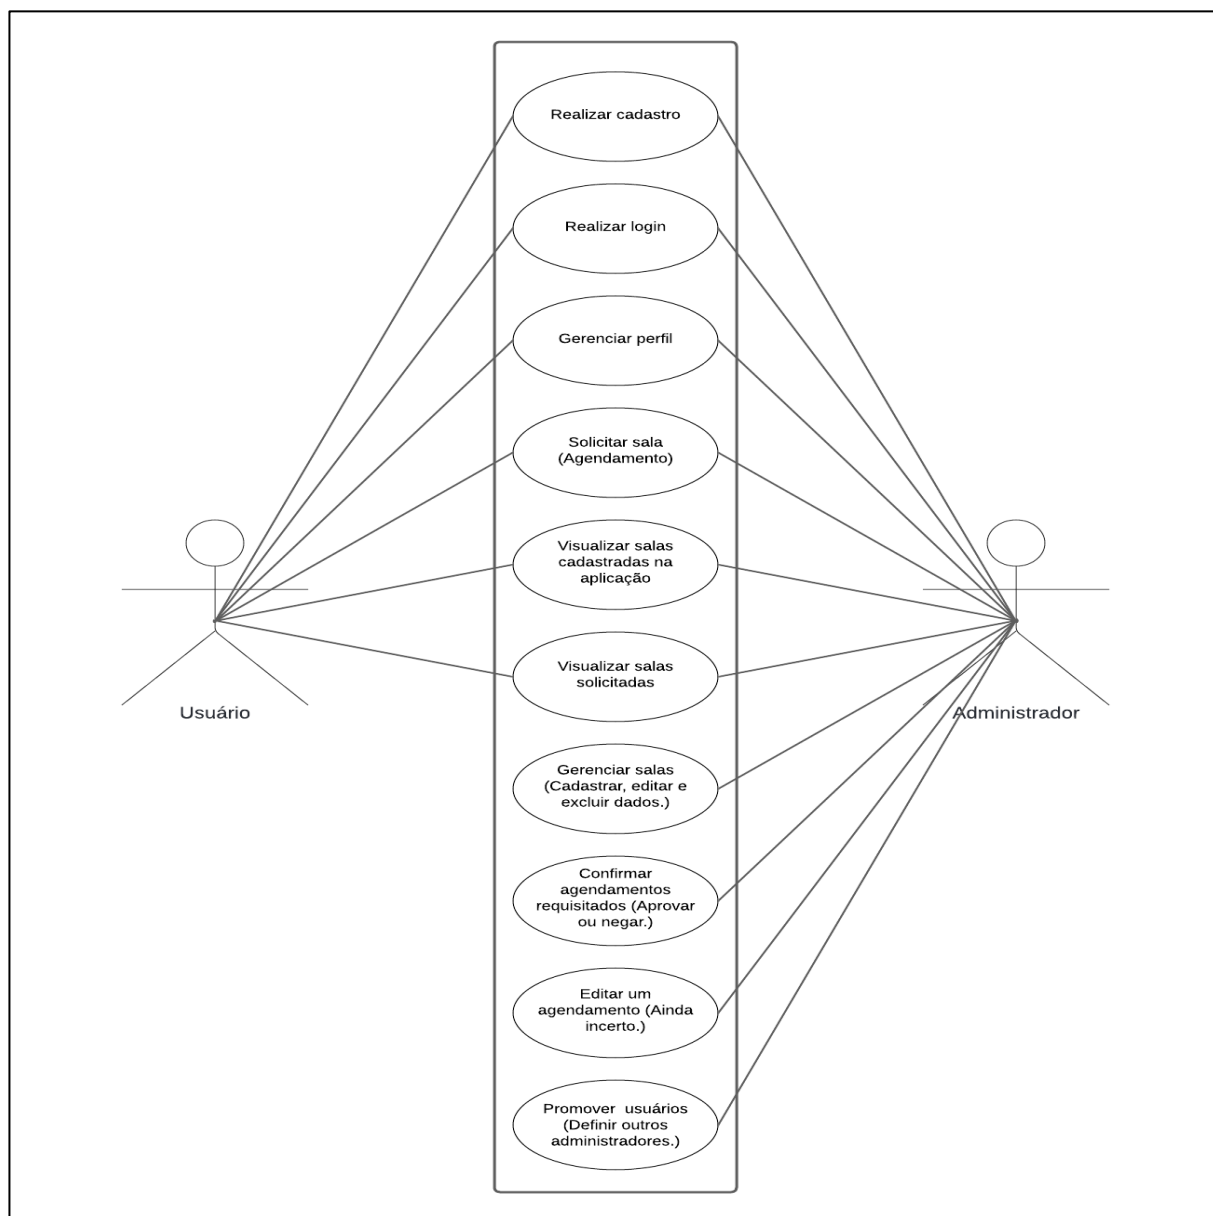 Realizar cadastro
Realizar login
Gerenciar perfil
Solicitar sala
(Agendamento)
Visualizar salas
cadastradas na
aplicação
Visualizar salas
solicitadas
Usuário
Administrador
Gerenciar salas
(Cadastrar, editar e
excluir dados.)
Confirmar
agendamentos
requisitados (Aprovar
ou negar.)
Editar um
agendamento (Ainda
incerto.)
Promover usuários
(Definir outros
administradores.)